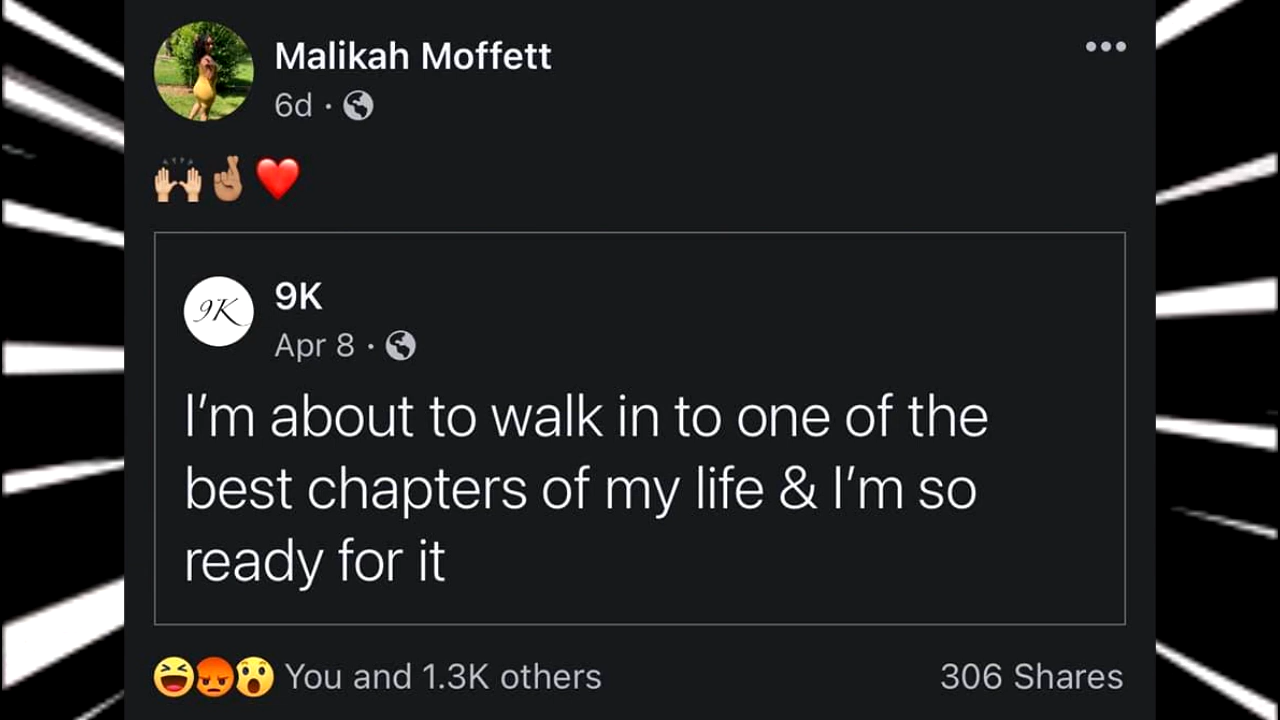 Malikah Moffett
6d ·
🙌🏼🤞🏽❤️
9K
9K
Apr 8 ·
I'm about to walk in to one of the
best chapters of my life & I'm so
ready for it
You and 1.3K others
306 Shares